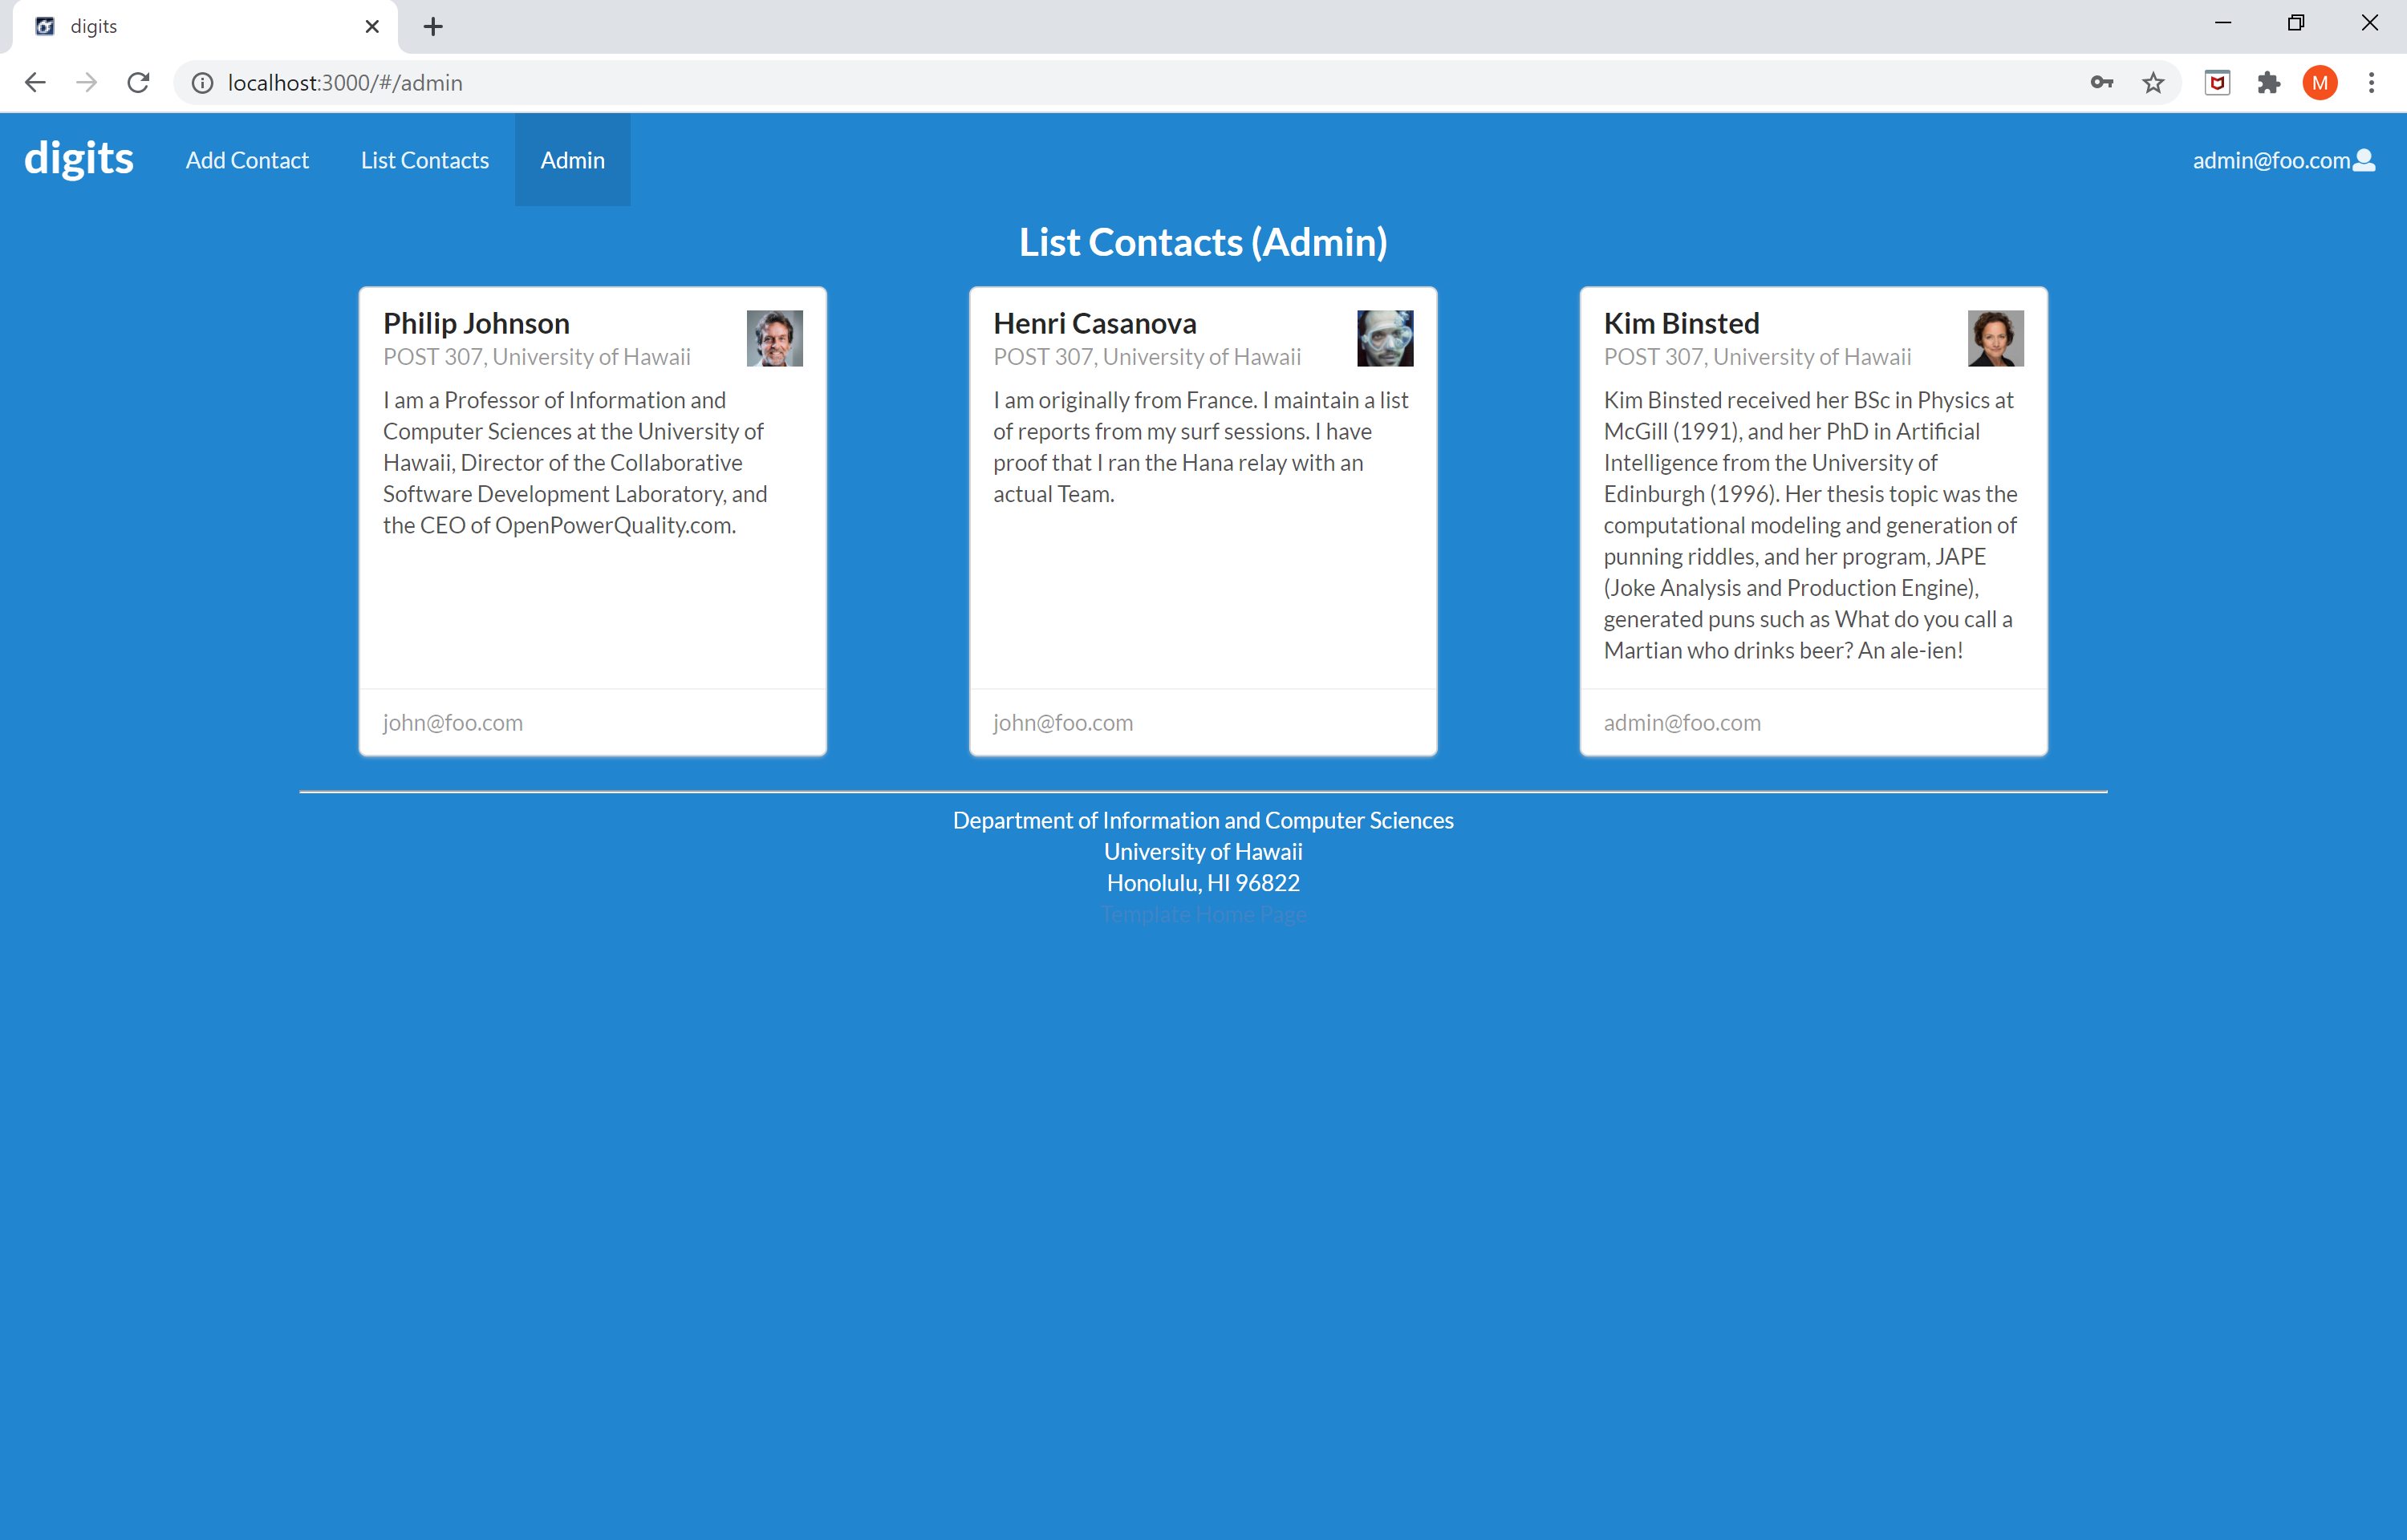 digits
localhost:3000/#/admin
M
digits
Add Contact
List Contacts
Admin
admin@foo.com
List Contacts (Admin)
Philip Johnson
POST 307, University of Hawaii
I am a Professor of Information and
Computer Sciences at the University of
Hawaii, Director of the Collaborative
Software Development Laboratory, and
the CEO of OpenPowerQuality.com.
john@foo.com
Henri Casanova
POST 307, University of Hawaii
I am originally from France. I maintain a list
of reports from my surf sessions. I have
proof that I ran the Hana relay with an
actual Team.
john@foo.com
Kim Binsted
POST 307, University of Hawaii
Kim Binsted received her BSc in Physics at
McGill (1991), and her PhD in Artificial
Intelligence from the University of
Edinburgh (1996). Her thesis topic was the
computational modeling and generation of
punning riddles, and her program, JAPE
(Joke Analysis and Production Engine),
generated puns such as What do you call a
Martian who drinks beer? An ale-ien!
admin@foo.com
Department of Information and Computer Sciences
University of Hawaii
Honolulu, HI 96822
Template Home Page